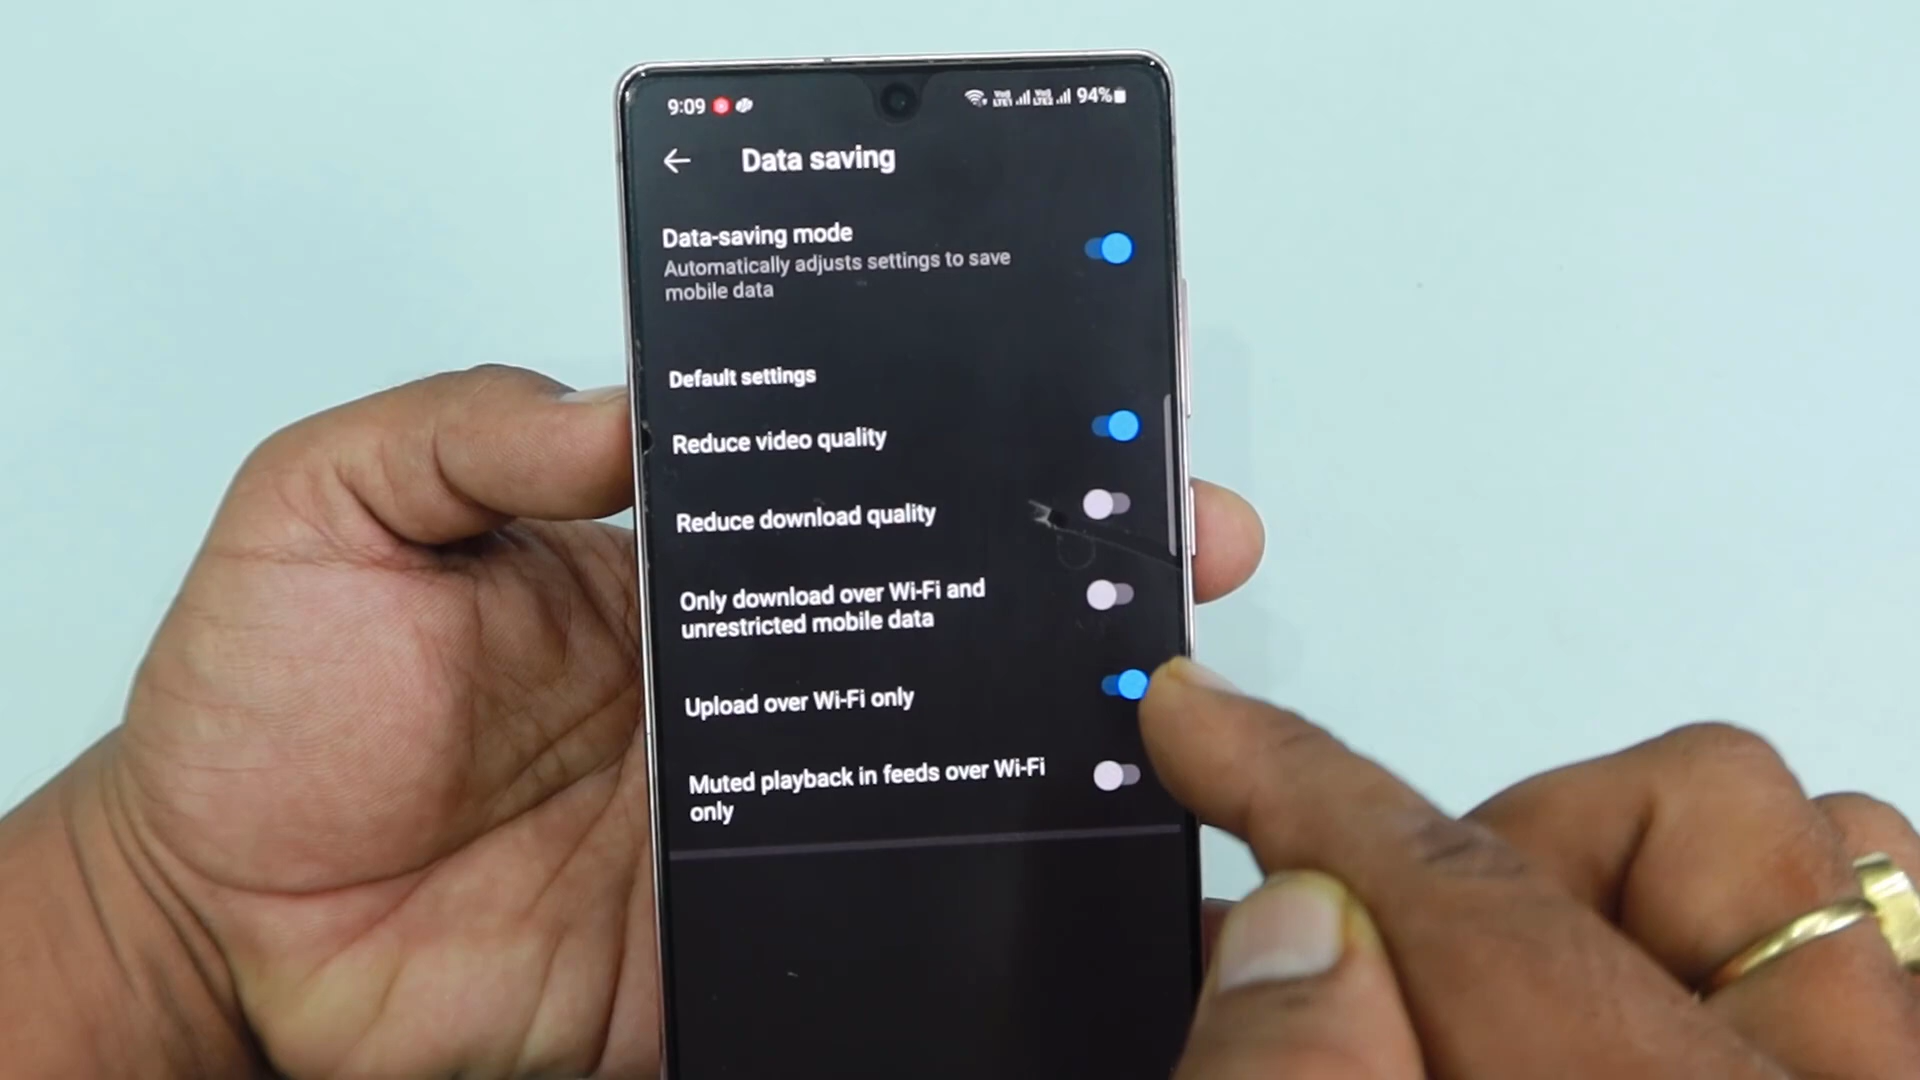 9:09 94%
Data saving
Data-saving mode
Automatically adjusts settings to save
mobile data
Default settings
Reduce video quality
Reduce download quality
Only download over Wi-Fi and
unrestricted mobile data
Upload over Wi-Fi only
Muted playback in feeds over Wi-Fi
only